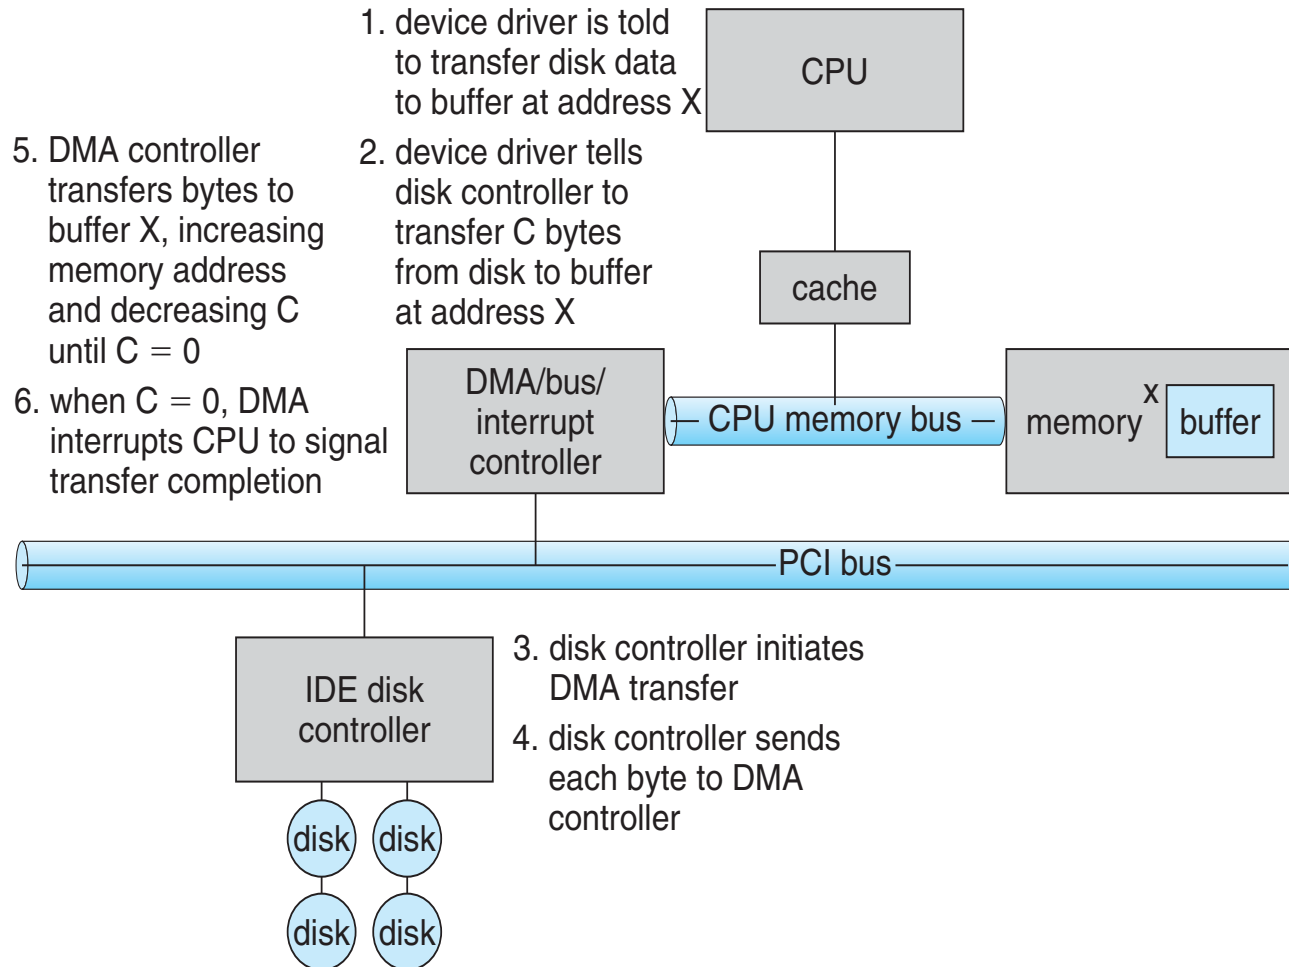 1. device driver is told
to transfer disk data
to buffer at address X
2. device driver tells
disk controller to
transfer C bytes
from disk to buffer
at address X
5. DMA controller
transfers bytes to
buffer X, increasing
memory address
and decreasing C
until C = 0
6. when C = 0, DMA
interrupts CPU to signal
transfer completion
CPU
cache
DMA/bus/
interrupt
controller
CPU memory bus
memory
x
buffer
PCI bus
IDE disk
controller
3. disk controller initiates
DMA transfer
4. disk controller sends
each byte to DMA
controller
disk
disk
disk
disk